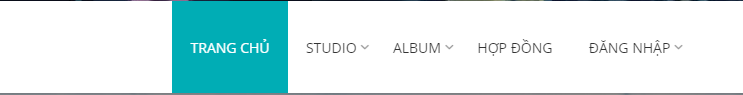 TRANG CHỦ STUDIO ALBUM HỢP ĐỒNG ĐĂNG NHẬP